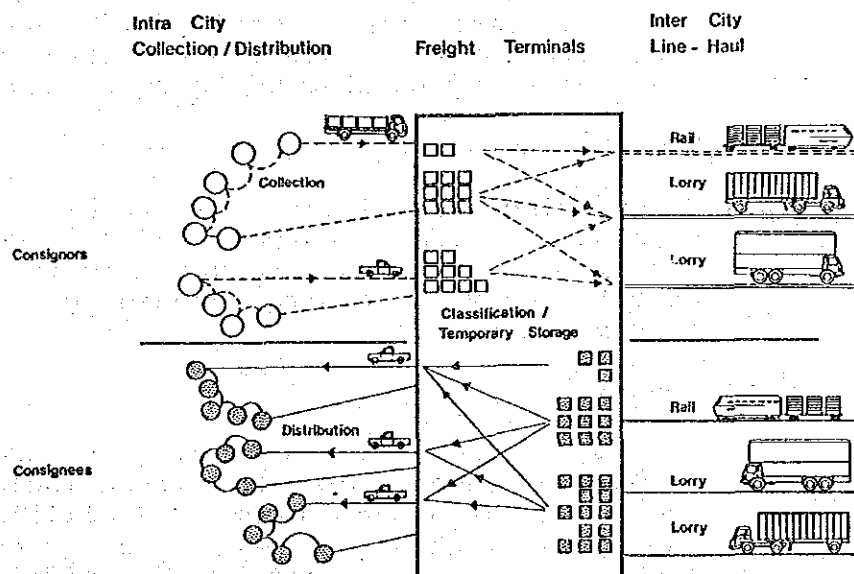 Intra City
Collection / Distribution
Freight Terminals
Inter City
Line - Haul
Rail
Collection
Lorry
Consignors
Lorry
Classification /
Temporary Storage
Rail
Distribution
Consignees
Lorry
Lorry